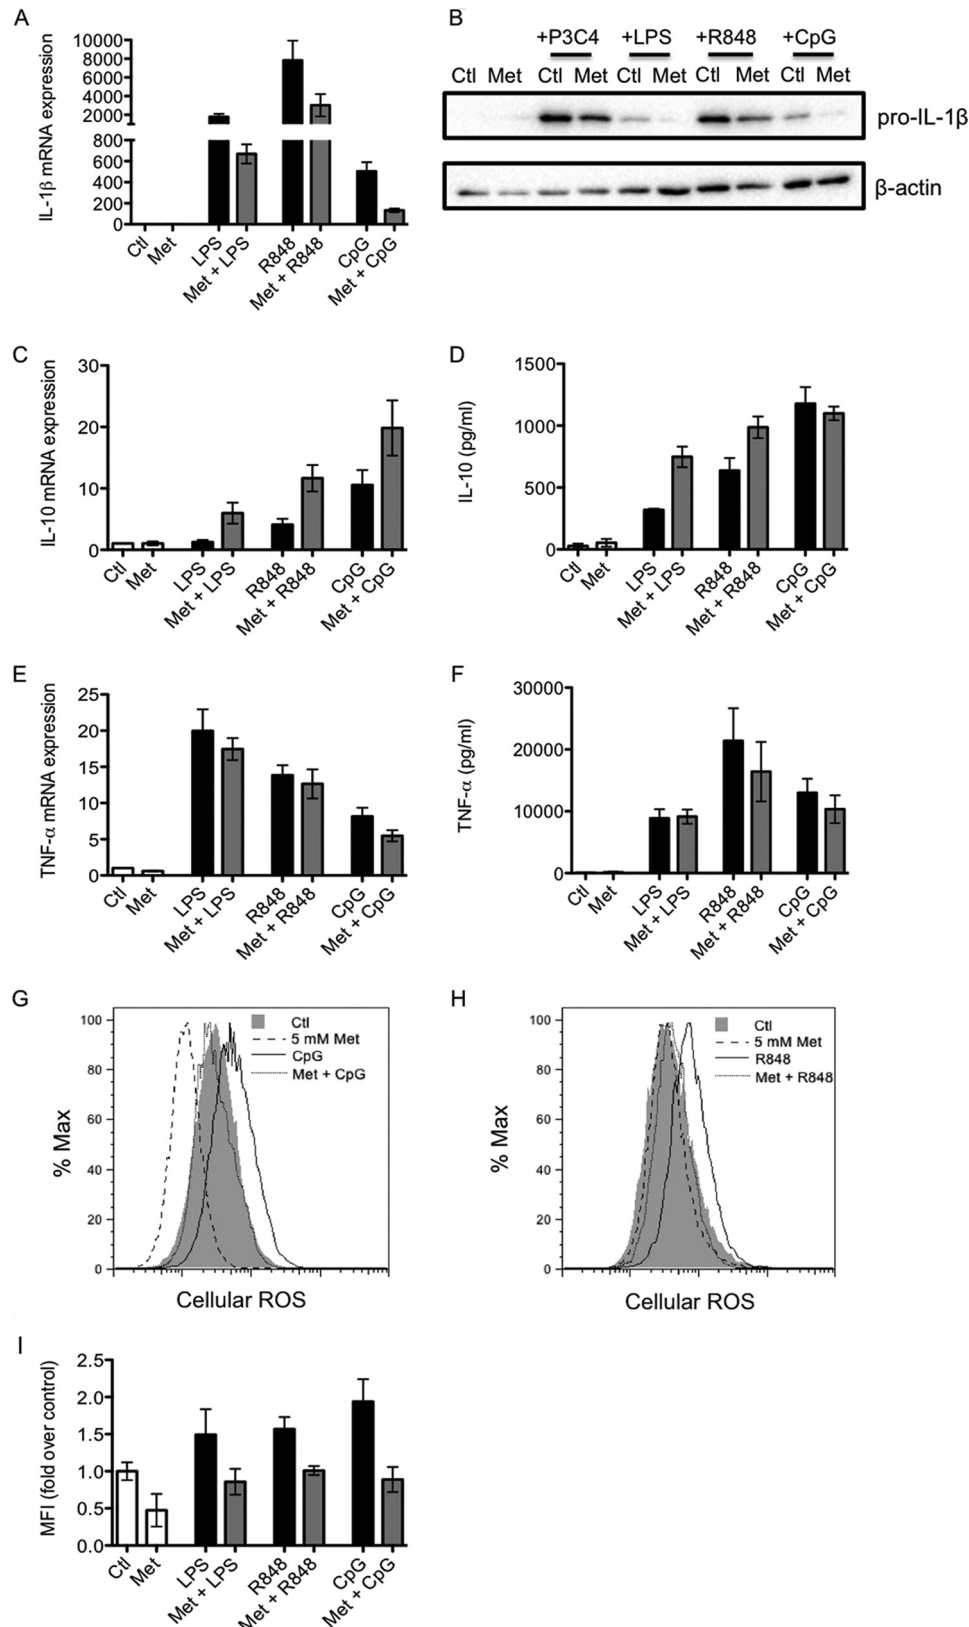 A
IL-1β mRNA expression
10000
8000
6000
4000
2000
800
600
400
200
0
Ctl
Met
LPS
Met + LPS
R848
Met + R848
CpG
Met + CpG
B
+P3C4 +LPS +R848 +CpG
Ctl Met Ctl Met Ctl Met Ctl Met Ctl Met
pro-IL-1β
β-actin
C
IL-10 mRNA expression
30
20
10
0
Ctl
Met
LPS
Met + LPS
R848
Met + R848
CpG
Met + CpG
D
IL-10 (pg/ml)
1500
1000
500
0
Ctl
Met
LPS
Met + LPS
R848
Met + R848
CpG
Met + CpG
E
TNF-α mRNA expression
25
20
15
10
5
0
Ctl
Met
LPS
Met + LPS
R848
Met + R848
CpG
Met + CpG
F
TNF-α (pg/ml)
30000
20000
10000
0
Ctl
Met
LPS
Met + LPS
R848
Met + R848
CpG
Met + CpG
G
% Max
100
80
60
40
20
0
Ctl
5 mM Met
CpG
Met + CpG
Cellular ROS
H
% Max
100
80
60
40
20
0
Ctl
5 mM Met
R848
Met + R848
Cellular ROS
I
MFI (fold over control)
2.5
2.0
1.5
1.0
0.5
0.0
Ctl
Met
LPS
Met + LPS
R848
Met + R848
CpG
Met + CpG